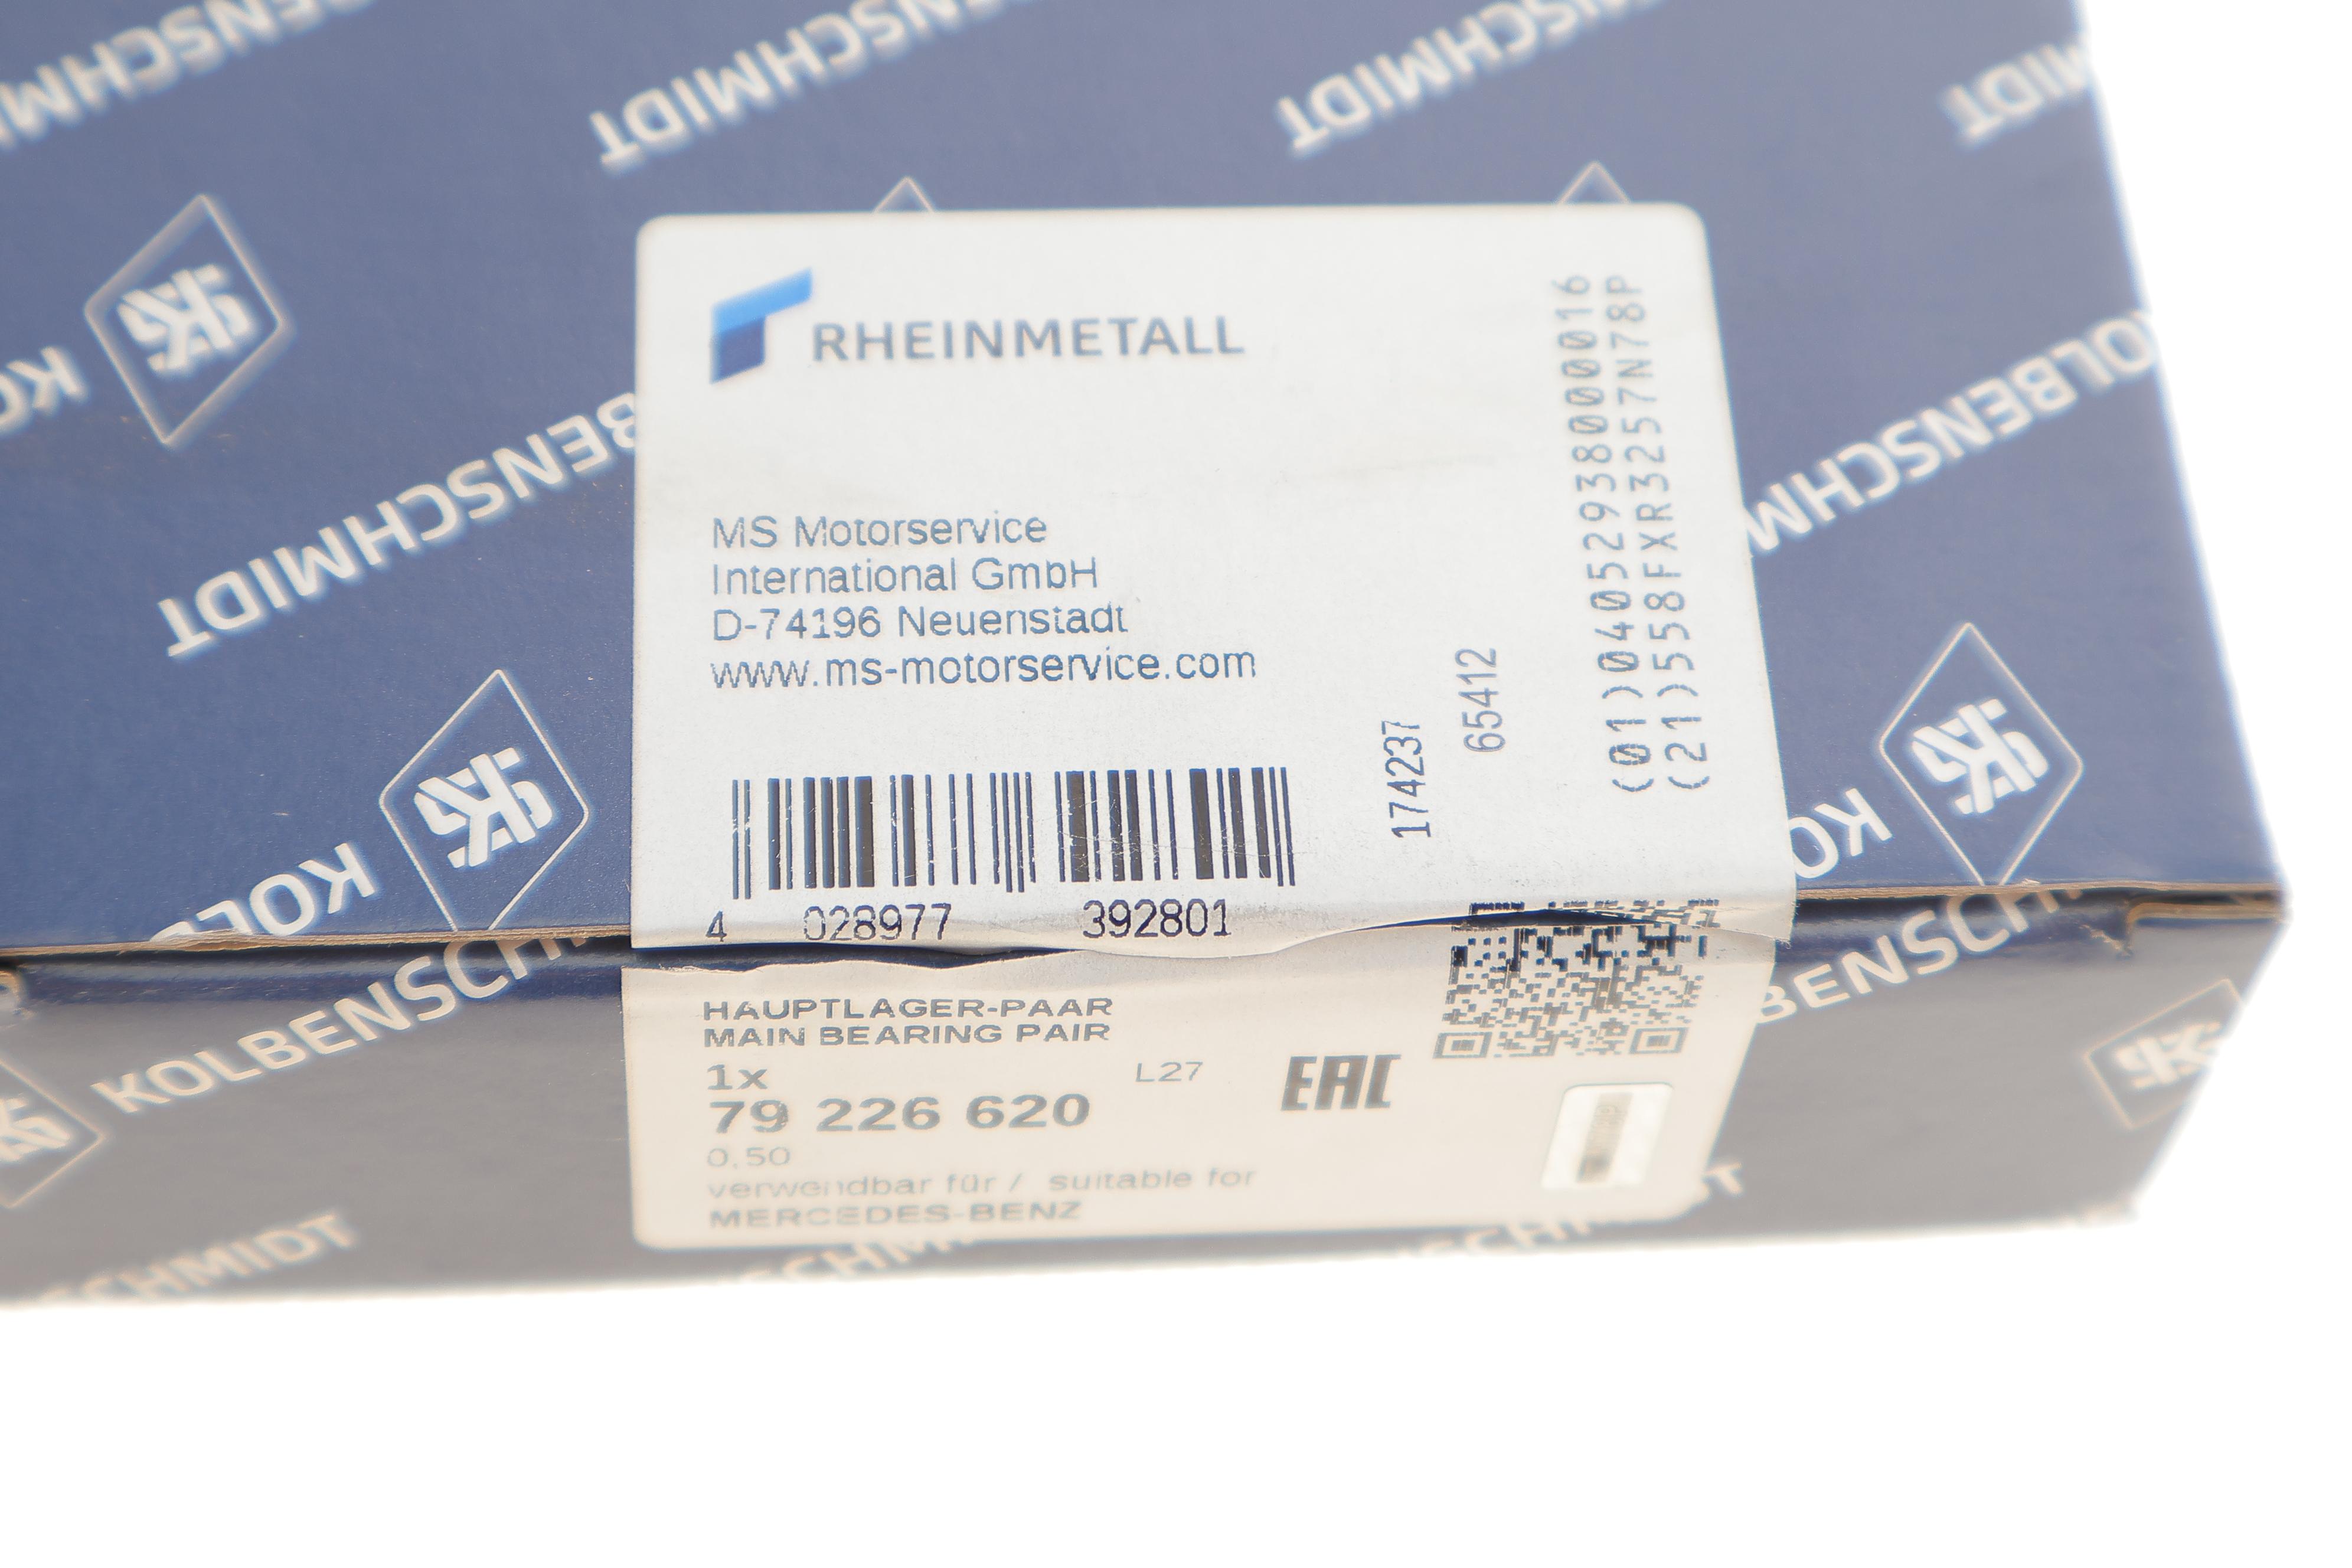 KOLBENSCHMIDT
RHEINMETALL
MS Motorservice
International GmbH
D-74196 Neuenstadt
www.ms-motorservice.com
4 028977 392801
174237
65412
(01)04052938000016
(21)558FXR3257N78P
HAUPTLAGER-PAAR
MAIN BEARING PAIR
1x
L27
79 226 620
0,50
verwendbar für / suitable for
MERCEDES-BENZ
EAC